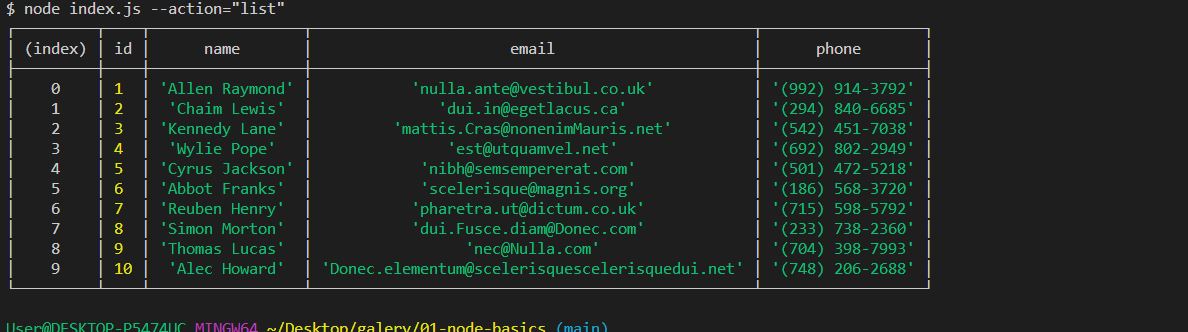 $ node index.js --action="list"
(index) id name email phone
0 1 'Allen Raymond' 'nulla.ante@vestibul.co.uk' '(992) 914-3792'
1 2 'Chaim Lewis' 'dui.in@egetlacus.ca' '(294) 840-6685'
2 3 'Kennedy Lane' 'mattis.Cras@nonenimMauris.net' '(542) 451-7038'
3 4 'Wylie Pope' 'est@utquamvel.net' '(692) 802-2949'
4 5 'Cyrus Jackson' 'nibh@semsempererat.com' '(501) 472-5218'
5 6 'Abbot Franks' 'scelerisque@magnis.org' '(186) 568-3720'
6 7 'Reuben Henry' 'pharetra.ut@dictum.co.uk' '(715) 598-5792'
7 8 'Simon Morton' 'dui.Fusce.diam@Donec.com' '(233) 738-2360'
8 9 'Thomas Lucas' 'nec@Nulla.com' '(704) 398-7993'
9 10 'Alec Howard' 'Donec.elementum@scelerisquescelerisquedui.net' '(748) 206-2688'
User@DESKTOP-P5474UC MINGW64 ~/Desktop/galery/01-node-basics (main)